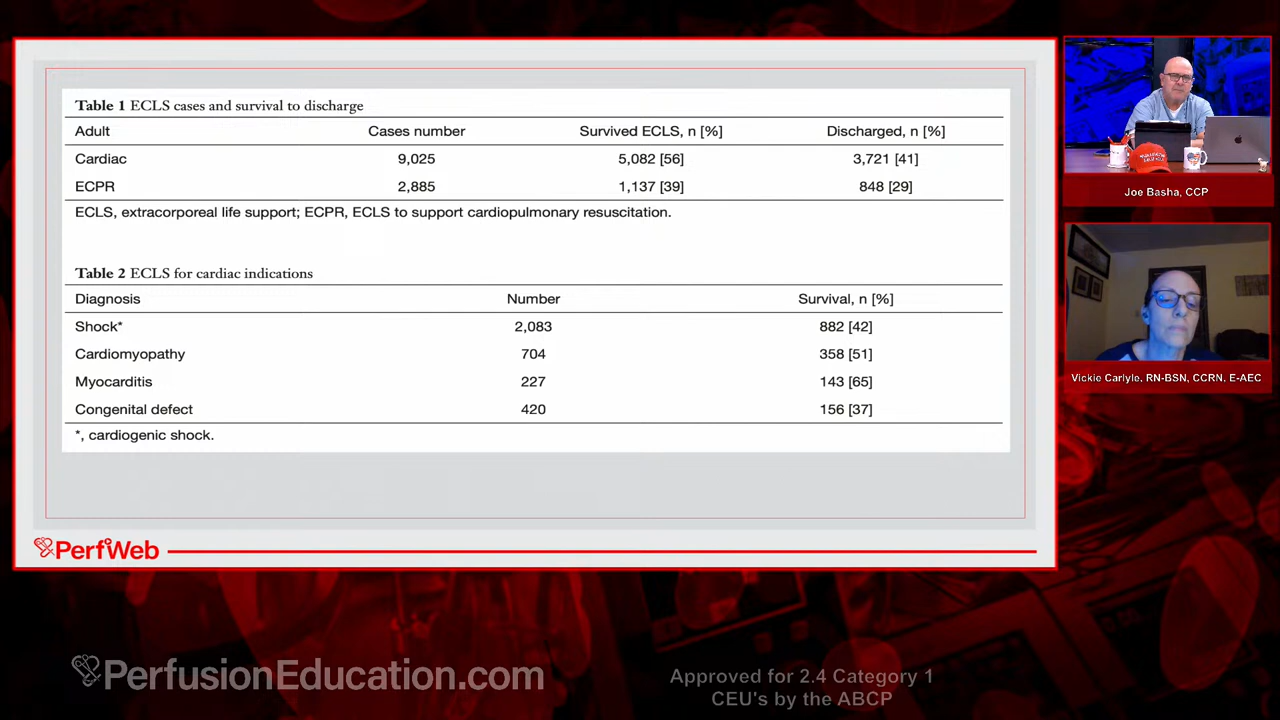 Table 1 ECLS cases and survival to discharge
Adult Cases number Survived ECLS, n [%] Discharged, n [%]
Cardiac 9,025 5,082 [56] 3,721 [41]
ECPR 2,885 1,137 [39] 848 [29]
ECLS, extracorporeal life support; ECPR, ECLS to support cardiopulmonary resuscitation.
Table 2 ECLS for cardiac indications
Diagnosis Number Survival, n [%]
Shock* 2,083 882 [42]
Cardiomyopathy 704 358 [51]
Myocarditis 227 143 [65]
Congenital defect 420 156 [37]
*, cardiogenic shock.
PerfWeb
Joe Basha, CCP
Vickie Carlyle, RN-BSN, CCRN, E-AEC
PerfusionEducation.com
Approved for 2.4 Category 1
CEU's by the ABCP